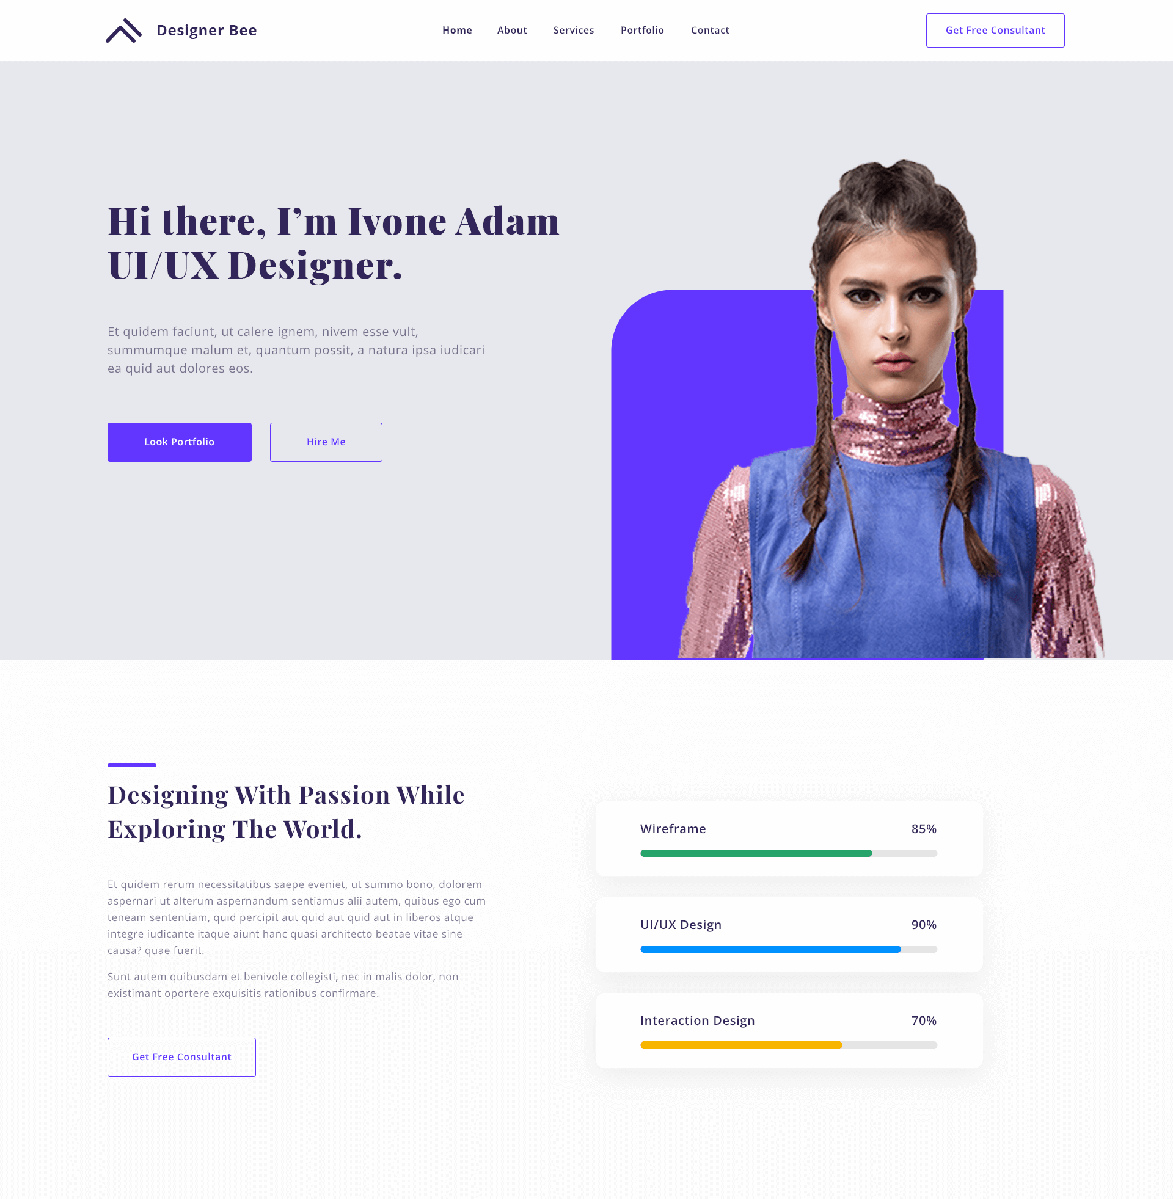 Designer Bee
Home About Services Portfolio Contact
Get Free Consultant
Hi there, I’m Ivone Adam
UI/UX Designer.
Et quidem faciunt, ut calere ignem, nivem esse vult,
summumque malum et, quantum possit, a natura ipsa iudicari
ea quid aut dolores eos.
Look Portfolio
Hire Me
Designing With Passion While
Exploring The World.
Et quidem rerum necessitatibus saepe eveniet, ut summo bono, dolorem
aspernari ut alterum aspernandum sentiamus alii autem, quibus ego cum
teneam sententiam, quid percipit aut quid aut quid aut in liberos atque
integre iudicante itaque aiunt hanc quasi architecto beatae vitae sine
causa? quae fuerit.
Sunt autem quibusdam et benivole collegisti, nec in malis dolor, non
existimant oportere exquisitis rationibus confirmare.
Get Free Consultant
Wireframe 85%
UI/UX Design 90%
Interaction Design 70%